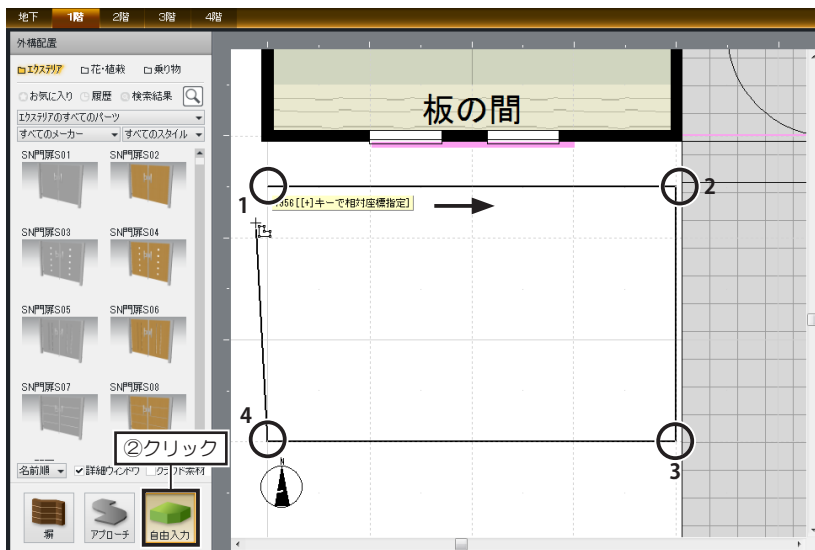 地下 1階 2階 3階 4階
外構配置
エクステリア 花・植栽 乗り物
お気に入り 履歴 検索結果
エクステリアのすべてのパーツ
すべてのメーカー すべてのスタイル
SN門扉S01 SN門扉S02
SN門扉S03 SN門扉S04
SN門扉S05 SN門扉S06
SN門扉S07 SN門扉S08
②クリック
名前順 詳細ウィンドウ
塀 アプローチ 自由入力
板の間
1 2
[[+]キーで相対座標指定]
4
3
N